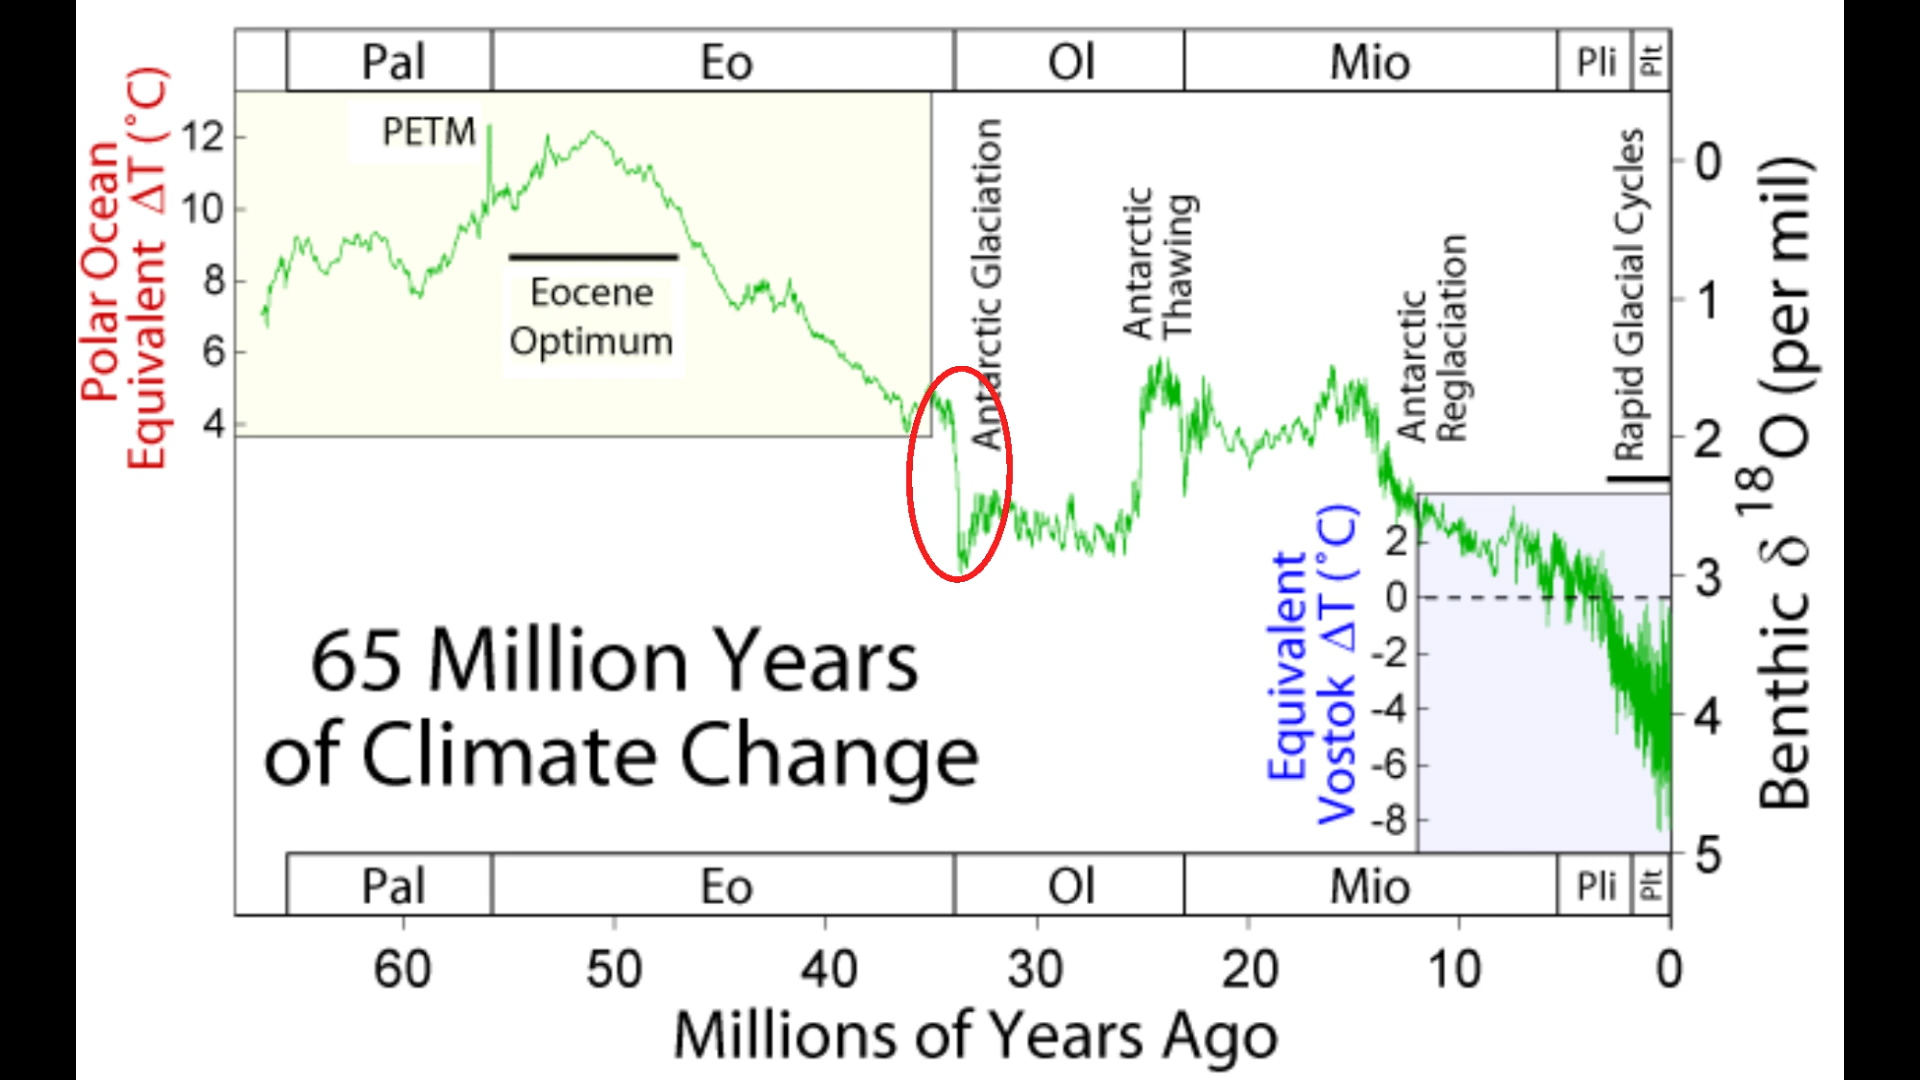 Pal Eo Ol Mio Pli Plt
Polar Ocean
Equivalent ΔT (°C)
12
10
8
6
4
PETM
Eocene
Optimum
Antarctic Glaciation
Antarctic
Thawing
Antarctic
Reglaciation
Rapid Glacial Cycles
0
1
2
3
4
5
Benthic δ 18O (per mil)
65 Million Years
of Climate Change
Equivalent
Vostok ΔT (°C)
2
0
-2
-4
-6
-8
Pal Eo Ol Mio Pli Plt
60 50 40 30 20 10 0
Millions of Years Ago